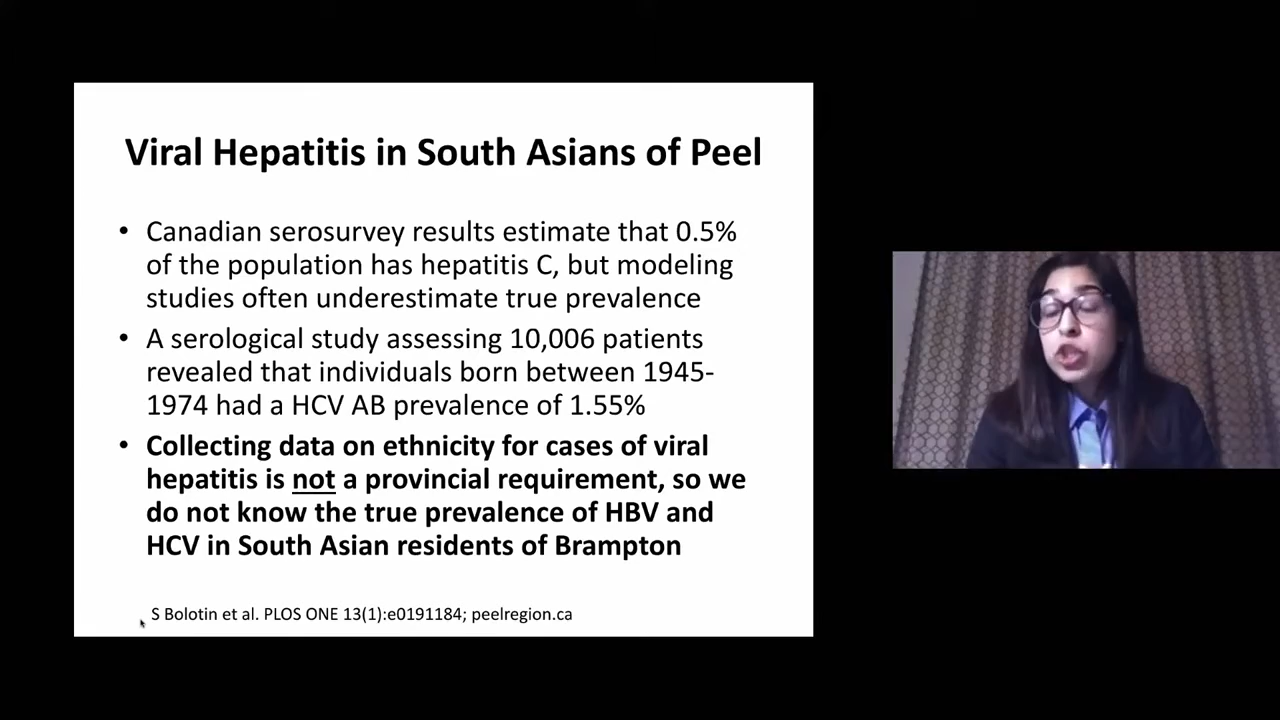 Viral Hepatitis in South Asians of Peel
• Canadian serosurvey results estimate that 0.5%
of the population has hepatitis C, but modeling
studies often underestimate true prevalence
• A serological study assessing 10,006 patients
revealed that individuals born between 1945-
1974 had a HCV AB prevalence of 1.55%
• Collecting data on ethnicity for cases of viral
hepatitis is not a provincial requirement, so we
do not know the true prevalence of HBV and
HCV in South Asian residents of Brampton
S Bolotin et al. PLOS ONE 13(1):e0191184; peelregion.ca